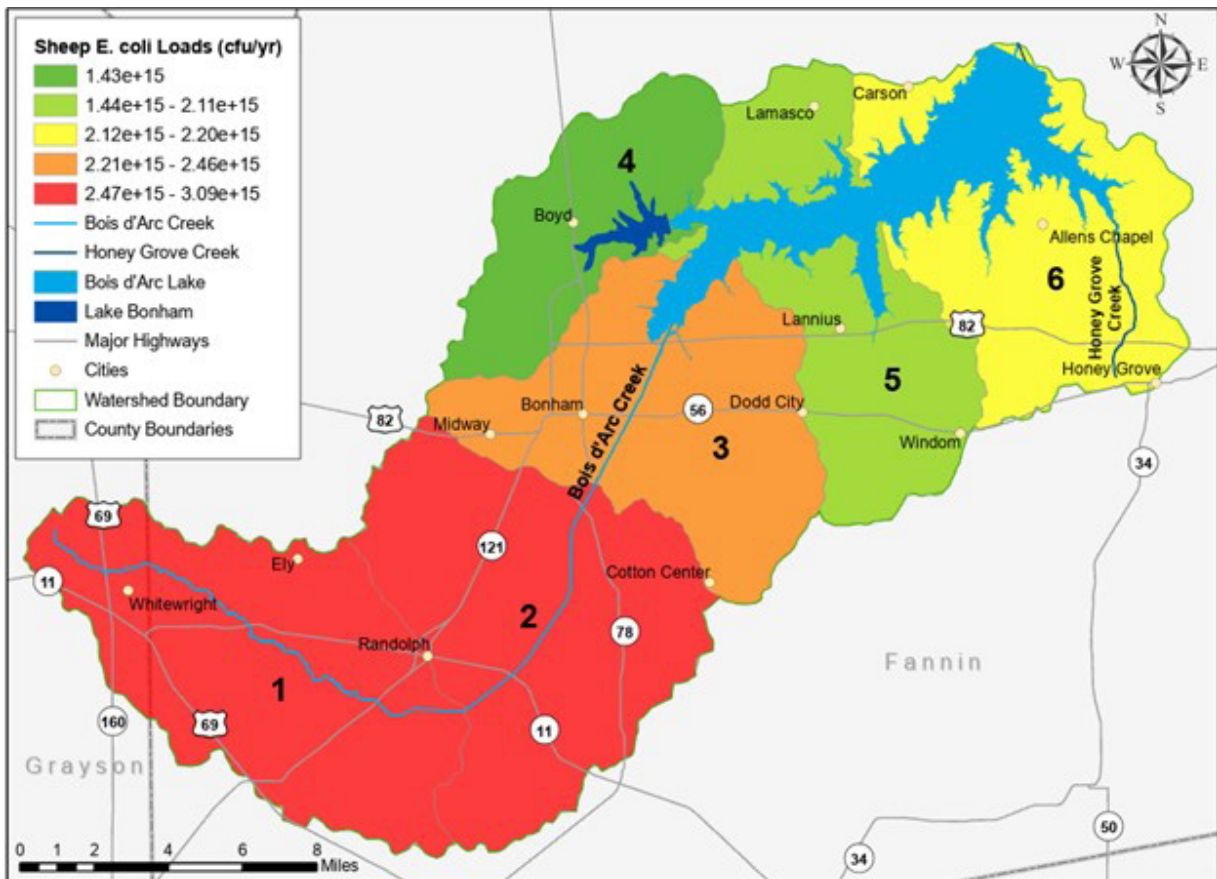 Sheep E. coli Loads (cfu/yr)
1.43e+15
1.44e+15 - 2.11e+15
2.12e+15 - 2.20e+15
2.21e+15 - 2.46e+15
2.47e+15 - 3.09e+15
Bois d'Arc Creek
Honey Grove Creek
Bois d'Arc Lake
Lake Bonham
Major Highways
Cities
Watershed Boundary
County Boundaries
N
W E
S
Carson
Lamasco
4
Boyd
Allens Chapel
6
Honey Grove
Creek
Lannius
82
Honey Grove
5
Bois d'Arc Creek
Bonham
56
Dodd City
82
Midway
3
Windom
34
69
121
Ely
Cotton Center
11
Whitewright
2
78
Randolph
Fannin
1
160
69
11
Grayson
50
34
0 1 2 4 6 8
Miles